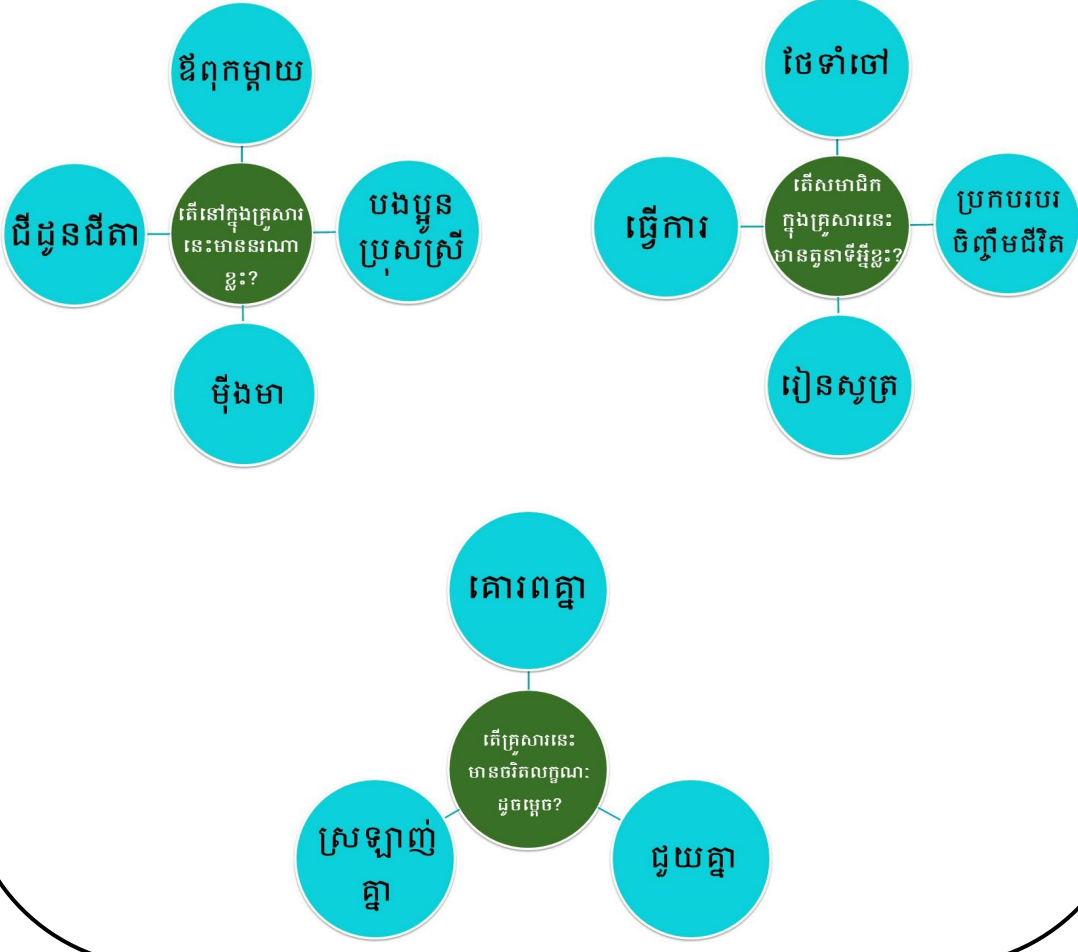 ឪពុកម្តាយ
ជីដូនជីតា
តើនៅក្នុងគ្រួសារ
នេះមាននរណា
ខ្លះ?
បងប្អូន
ប្រុសស្រី
ម៉ីងមា
ថែទាំចៅ
ធ្វើការ
តើសមាជិក
ក្នុងគ្រួសារនេះ
មានតួនាទីអ្វីខ្លះ?
ប្រកបរបរ
ចិញ្ចឹមជីវិត
រៀនសូត្រ
គោរពគ្នា
តើគ្រួសារនេះ
មានចរិតលក្ខណៈ
ដូចម្តេច?
ស្រឡាញ់
គ្នា
ជួយគ្នា